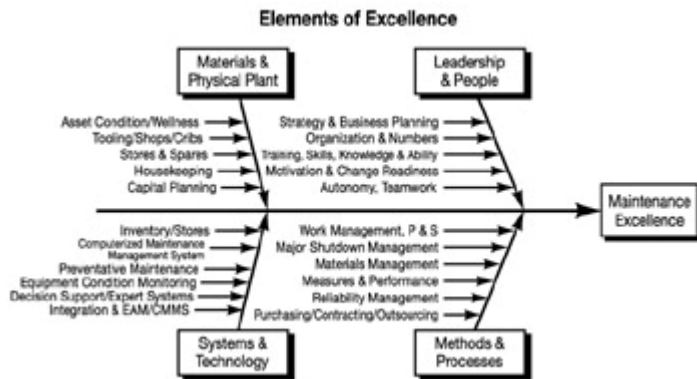 Elements of Excellence
Materials &
Physical Plant
Leadership
& People
Asset Condition/Wellness
Tooling/Shops/Cribs
Stores & Spares
Housekeeping
Capital Planning
Strategy & Business Planning
Organization & Numbers
Training, Skills, Knowledge & Ability
Motivation & Change Readiness
Autonomy, Teamwork
Maintenance
Excellence
Inventory/Stores
Computerized Maintenance
Management System
Preventative Maintenance
Equipment Condition Monitoring
Decision Support/Expert Systems
Integration & EAM/CMMS
Work Management, P & S
Major Shutdown Management
Materials Management
Measures & Performance
Reliability Management
Purchasing/Contracting/Outsourcing
Systems &
Technology
Methods &
Processes